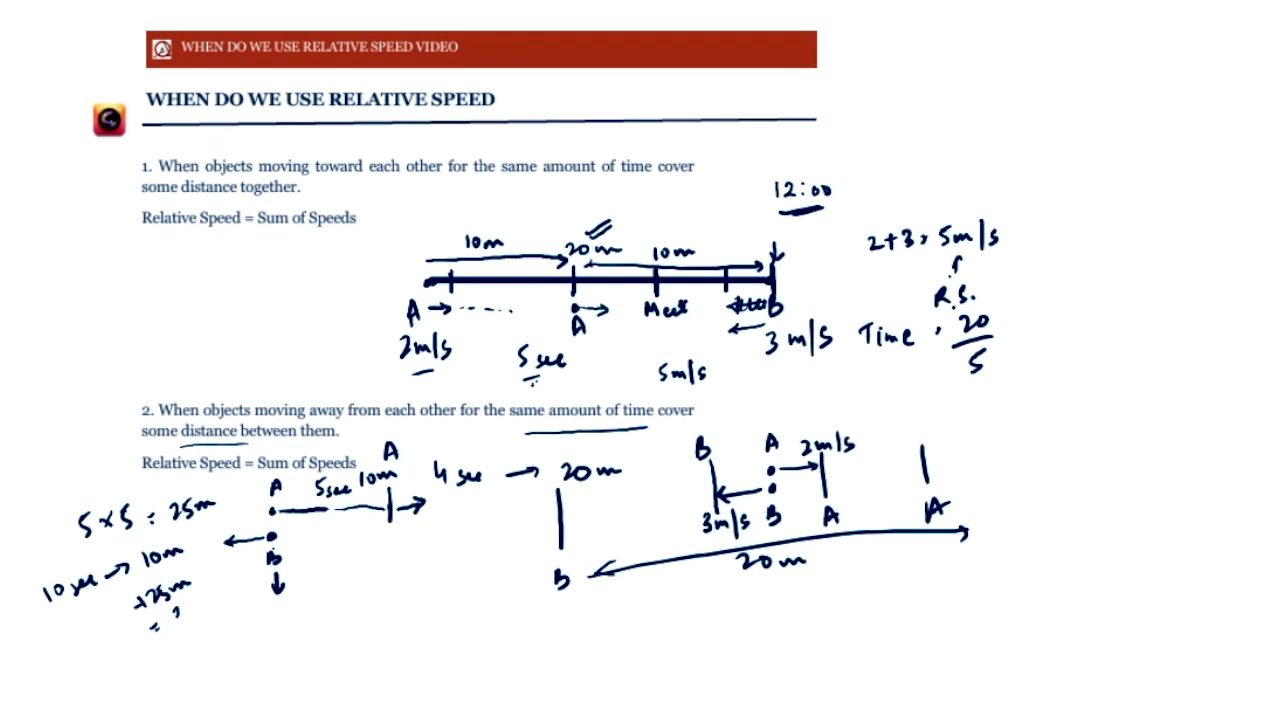 WHEN DO WE USE RELATIVE SPEED VIDEO
WHEN DO WE USE RELATIVE SPEED
1. When objects moving toward each other for the same amount of time cover
some distance together.
Relative Speed = Sum of Speeds
12:00
10m 20m 10m
2+3 = 5m/s
R.S.
A A Meet B
2m/s 5 sec 5m/s 3 m/s Time = 20
5
2. When objects moving away from each other for the same amount of time cover
some distance between them.
Relative Speed = Sum of Speeds
A B A 2m/s
A 5sec 10m 4 sec → 20m
5 x 5 = 25m
3m/s B A A
10 sec → 10m B
+25m B 20m
= ?